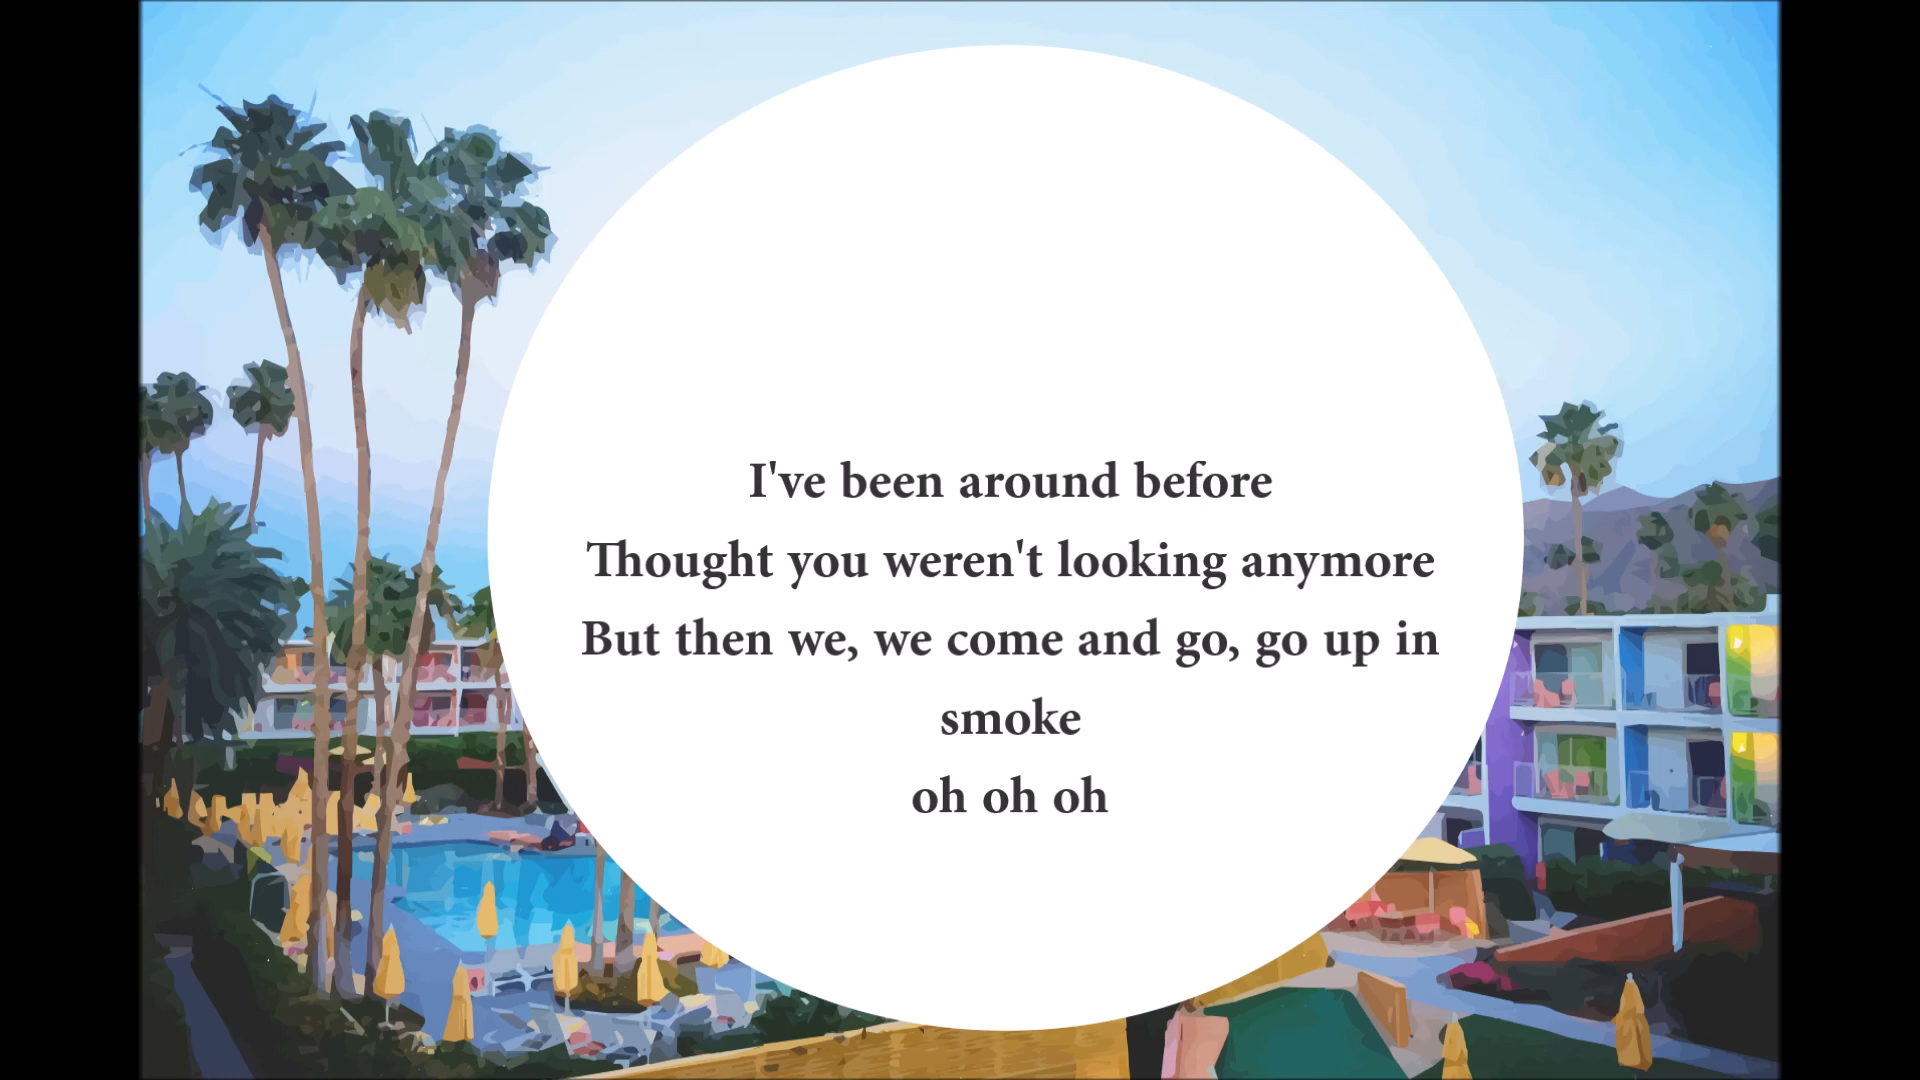 I've been around before
Thought you weren't looking anymore
But then we, we come and go, go up in
smoke
oh oh oh